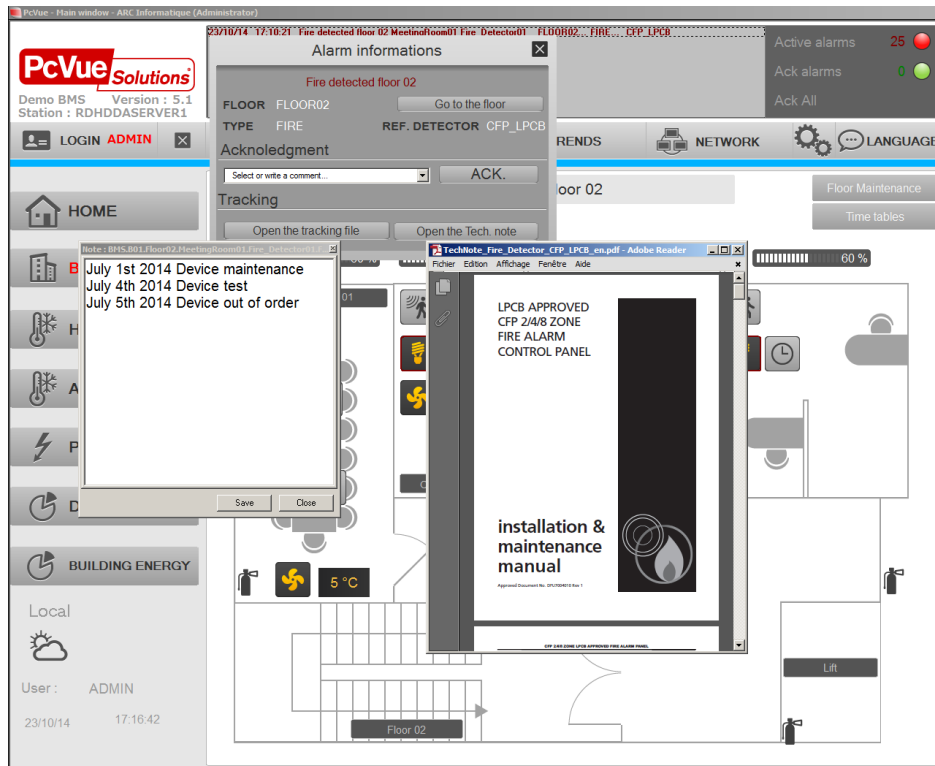 PcVue - Main window - ARC Informatique (Administrator)
23/10/14 17:10:21 Fire detected floor 02 MeetingRoom01 Fire Detector01 FLOOR02... FIRE... CFP_LPCB
PcVue Solutions
Demo BMS Version : 5.1
Station : RDHDDASERVER1
Alarm informations
Fire detected floor 02
FLOOR FLOOR02 Go to the floor
TYPE FIRE REF. DETECTOR CFP_LPCB
Acknoledgment
Select or write a comment... ACK.
Tracking
Open the tracking file Open the Tech. note
Active alarms 25
Ack alarms 0
Ack All
LOGIN ADMIN
RENDS NETWORK LANGUAGE
oor 02
Floor Maintenance
Time tables
HOME
B
H
A
P
D
BUILDING ENERGY
Local
User : ADMIN
23/10/14 17:16:42
Note : BMS.B01.Floor02.MeetingRoom01.Fire_Detector01.F
July 1st 2014 Device maintenance
July 4th 2014 Device test
July 5th 2014 Device out of order
Save Close
60 %
01
TechNote_Fire_Detector_CFP_LPCB_en.pdf - Adobe Reader
Fichier Edition Affichage Fenêtre Aide
LPCB APPROVED
CFP 2/4/8 ZONE
FIRE ALARM
CONTROL PANEL
installation &
maintenance
manual
CFP 2/4/8 ZONE LPCB APPROVED FIRE ALARM PANEL
5 °C
Lift
Floor 02